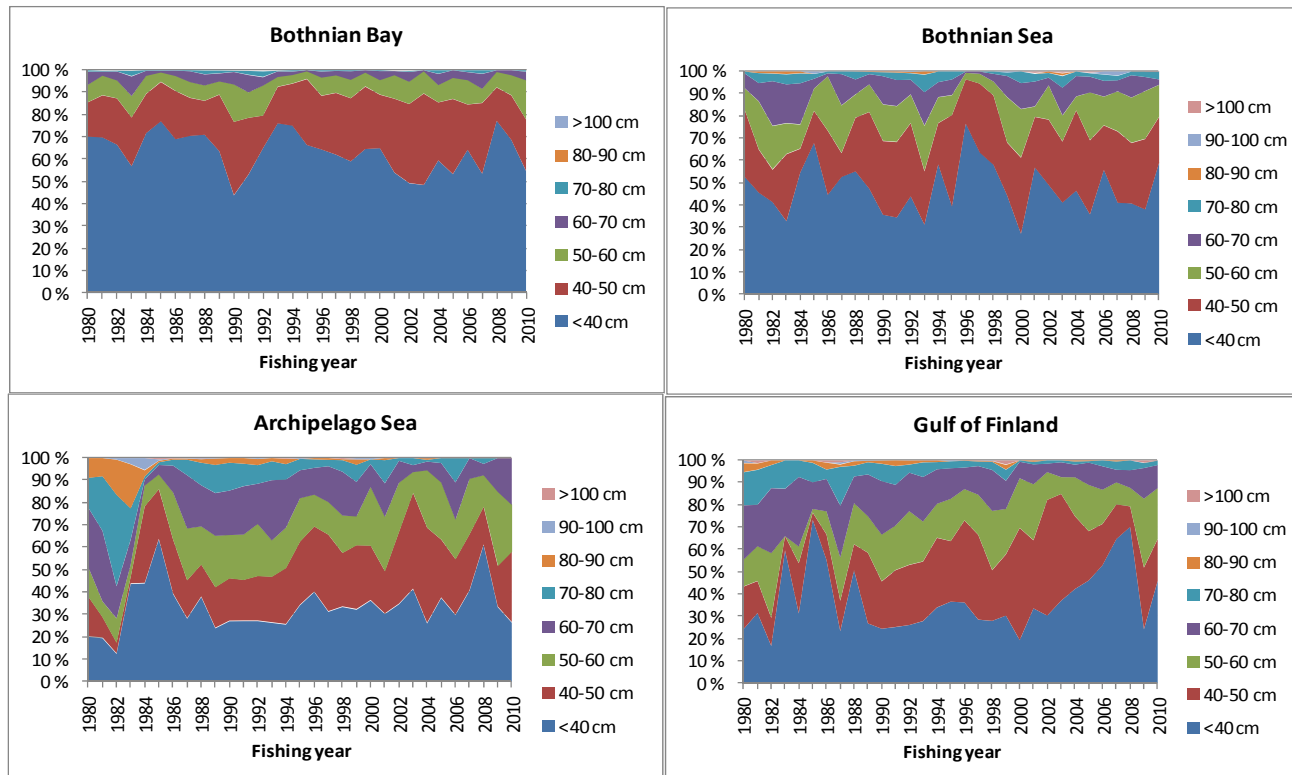 Bothnian Bay
100 %
90 %
80 %
70 %
60 %
50 %
40 %
30 %
20 %
10 %
0 %
1980 1982 1984 1986 1988 1990 1992 1994 1996 1998 2000 2002 2004 2006 2008 2010
Fishing year
>100 cm
80-90 cm
70-80 cm
60-70 cm
50-60 cm
40-50 cm
<40 cm
Bothnian Sea
100 %
90 %
80 %
70 %
60 %
50 %
40 %
30 %
20 %
10 %
0 %
1980 1982 1984 1986 1988 1990 1992 1994 1996 1998 2000 2002 2004 2006 2008 2010
Fishing year
>100 cm
90-100 cm
80-90 cm
70-80 cm
60-70 cm
50-60 cm
40-50 cm
<40 cm
Archipelago Sea
100 %
90 %
80 %
70 %
60 %
50 %
40 %
30 %
20 %
10 %
0 %
1980 1982 1984 1986 1988 1990 1992 1994 1996 1998 2000 2002 2004 2006 2008 2010
Fishing year
>100 cm
90-100 cm
80-90 cm
70-80 cm
60-70 cm
50-60 cm
40-50 cm
<40 cm
Gulf of Finland
100 %
90 %
80 %
70 %
60 %
50 %
40 %
30 %
20 %
10 %
0 %
1980 1982 1984 1986 1988 1990 1992 1994 1996 1998 2000 2002 2004 2006 2008 2010
Fishing year
>100 cm
90-100 cm
80-90 cm
70-80 cm
60-70 cm
50-60 cm
40-50 cm
<40 cm